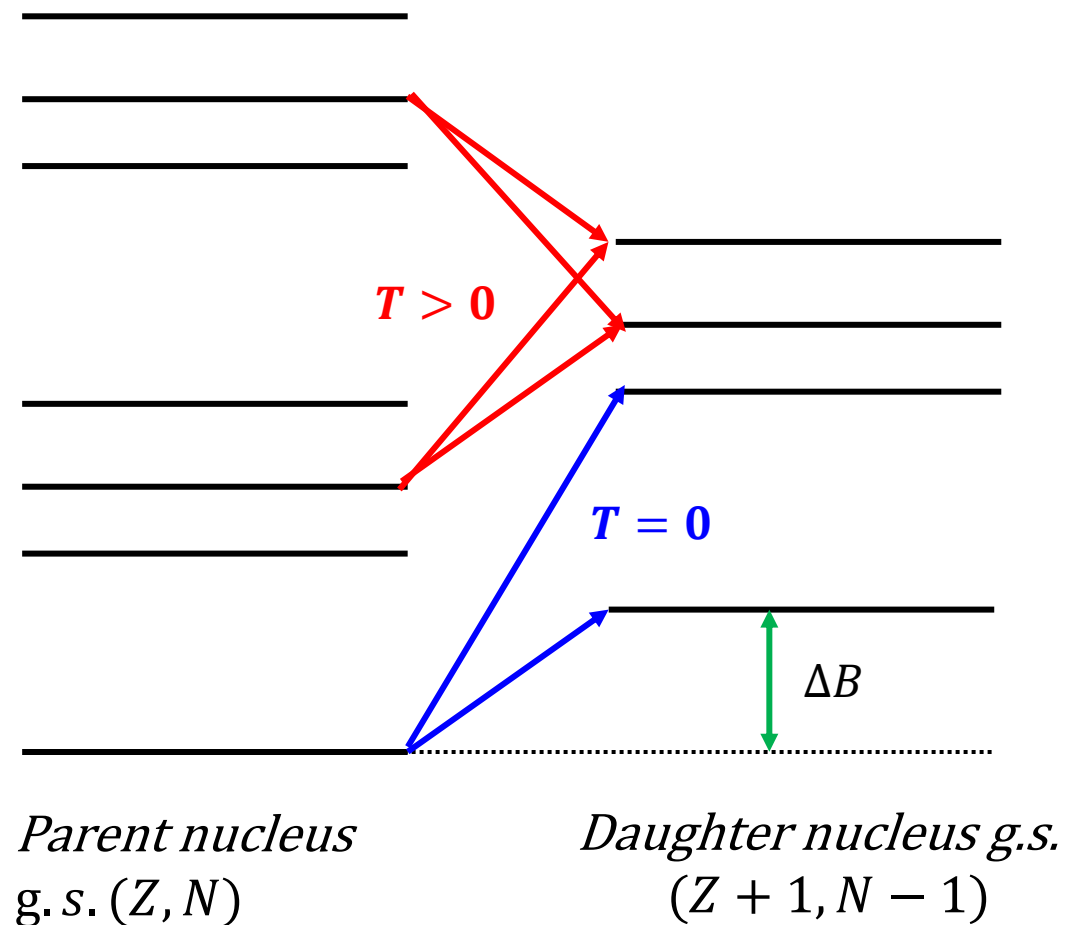 T > 0
T = 0
ΔB
Parent nucleus
g.s.(Z, N)
Daughter nucleus g.s.
(Z + 1, N − 1)